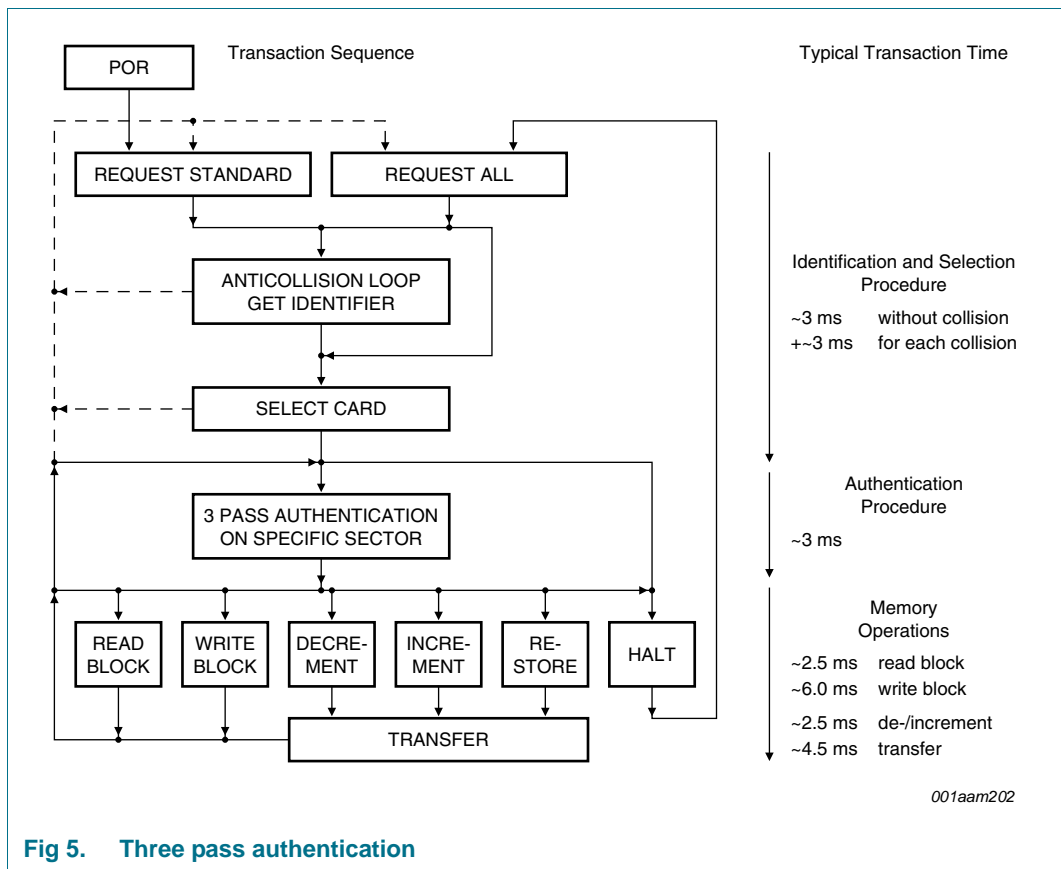 Transaction Sequence
Typical Transaction Time
POR
REQUEST STANDARD
REQUEST ALL
ANTICOLLISION LOOP
GET IDENTIFIER
Identification and Selection
Procedure
~3 ms without collision
+~3 ms for each collision
SELECT CARD
3 PASS AUTHENTICATION
ON SPECIFIC SECTOR
Authentication
Procedure
~3 ms
READ
BLOCK
WRITE
BLOCK
DECRE-
MENT
INCRE-
MENT
RE-
STORE
HALT
TRANSFER
Memory
Operations
~2.5 ms read block
~6.0 ms write block
~2.5 ms de-/increment
~4.5 ms transfer
001aam202
Fig 5. Three pass authentication